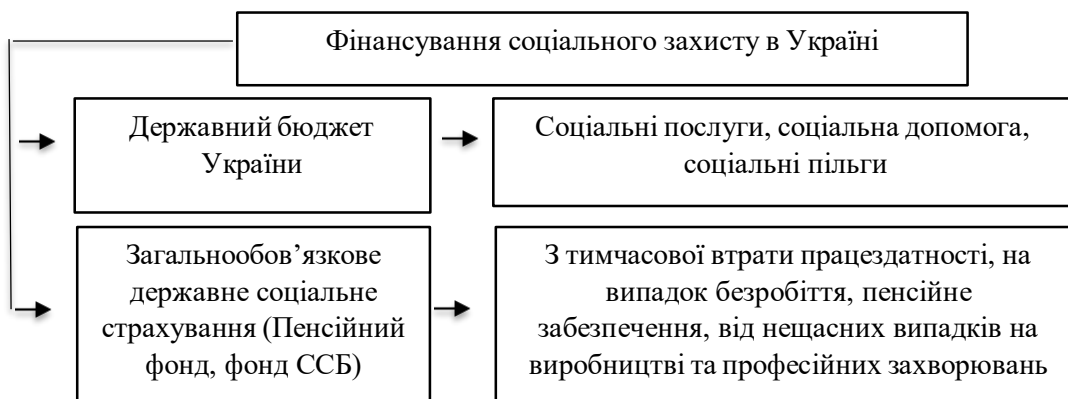 Фінансування соціального захисту в Україні
Державний бюджет
України
Соціальні послуги, соціальна допомога,
соціальні пільги
Загальнообов’язкове
державне соціальне
страхування (Пенсійний
фонд, фонд ССБ)
З тимчасової втрати працездатності, на
випадок безробіття, пенсійне
забезпечення, від нещасних випадків на
виробництві та професійних захворювань